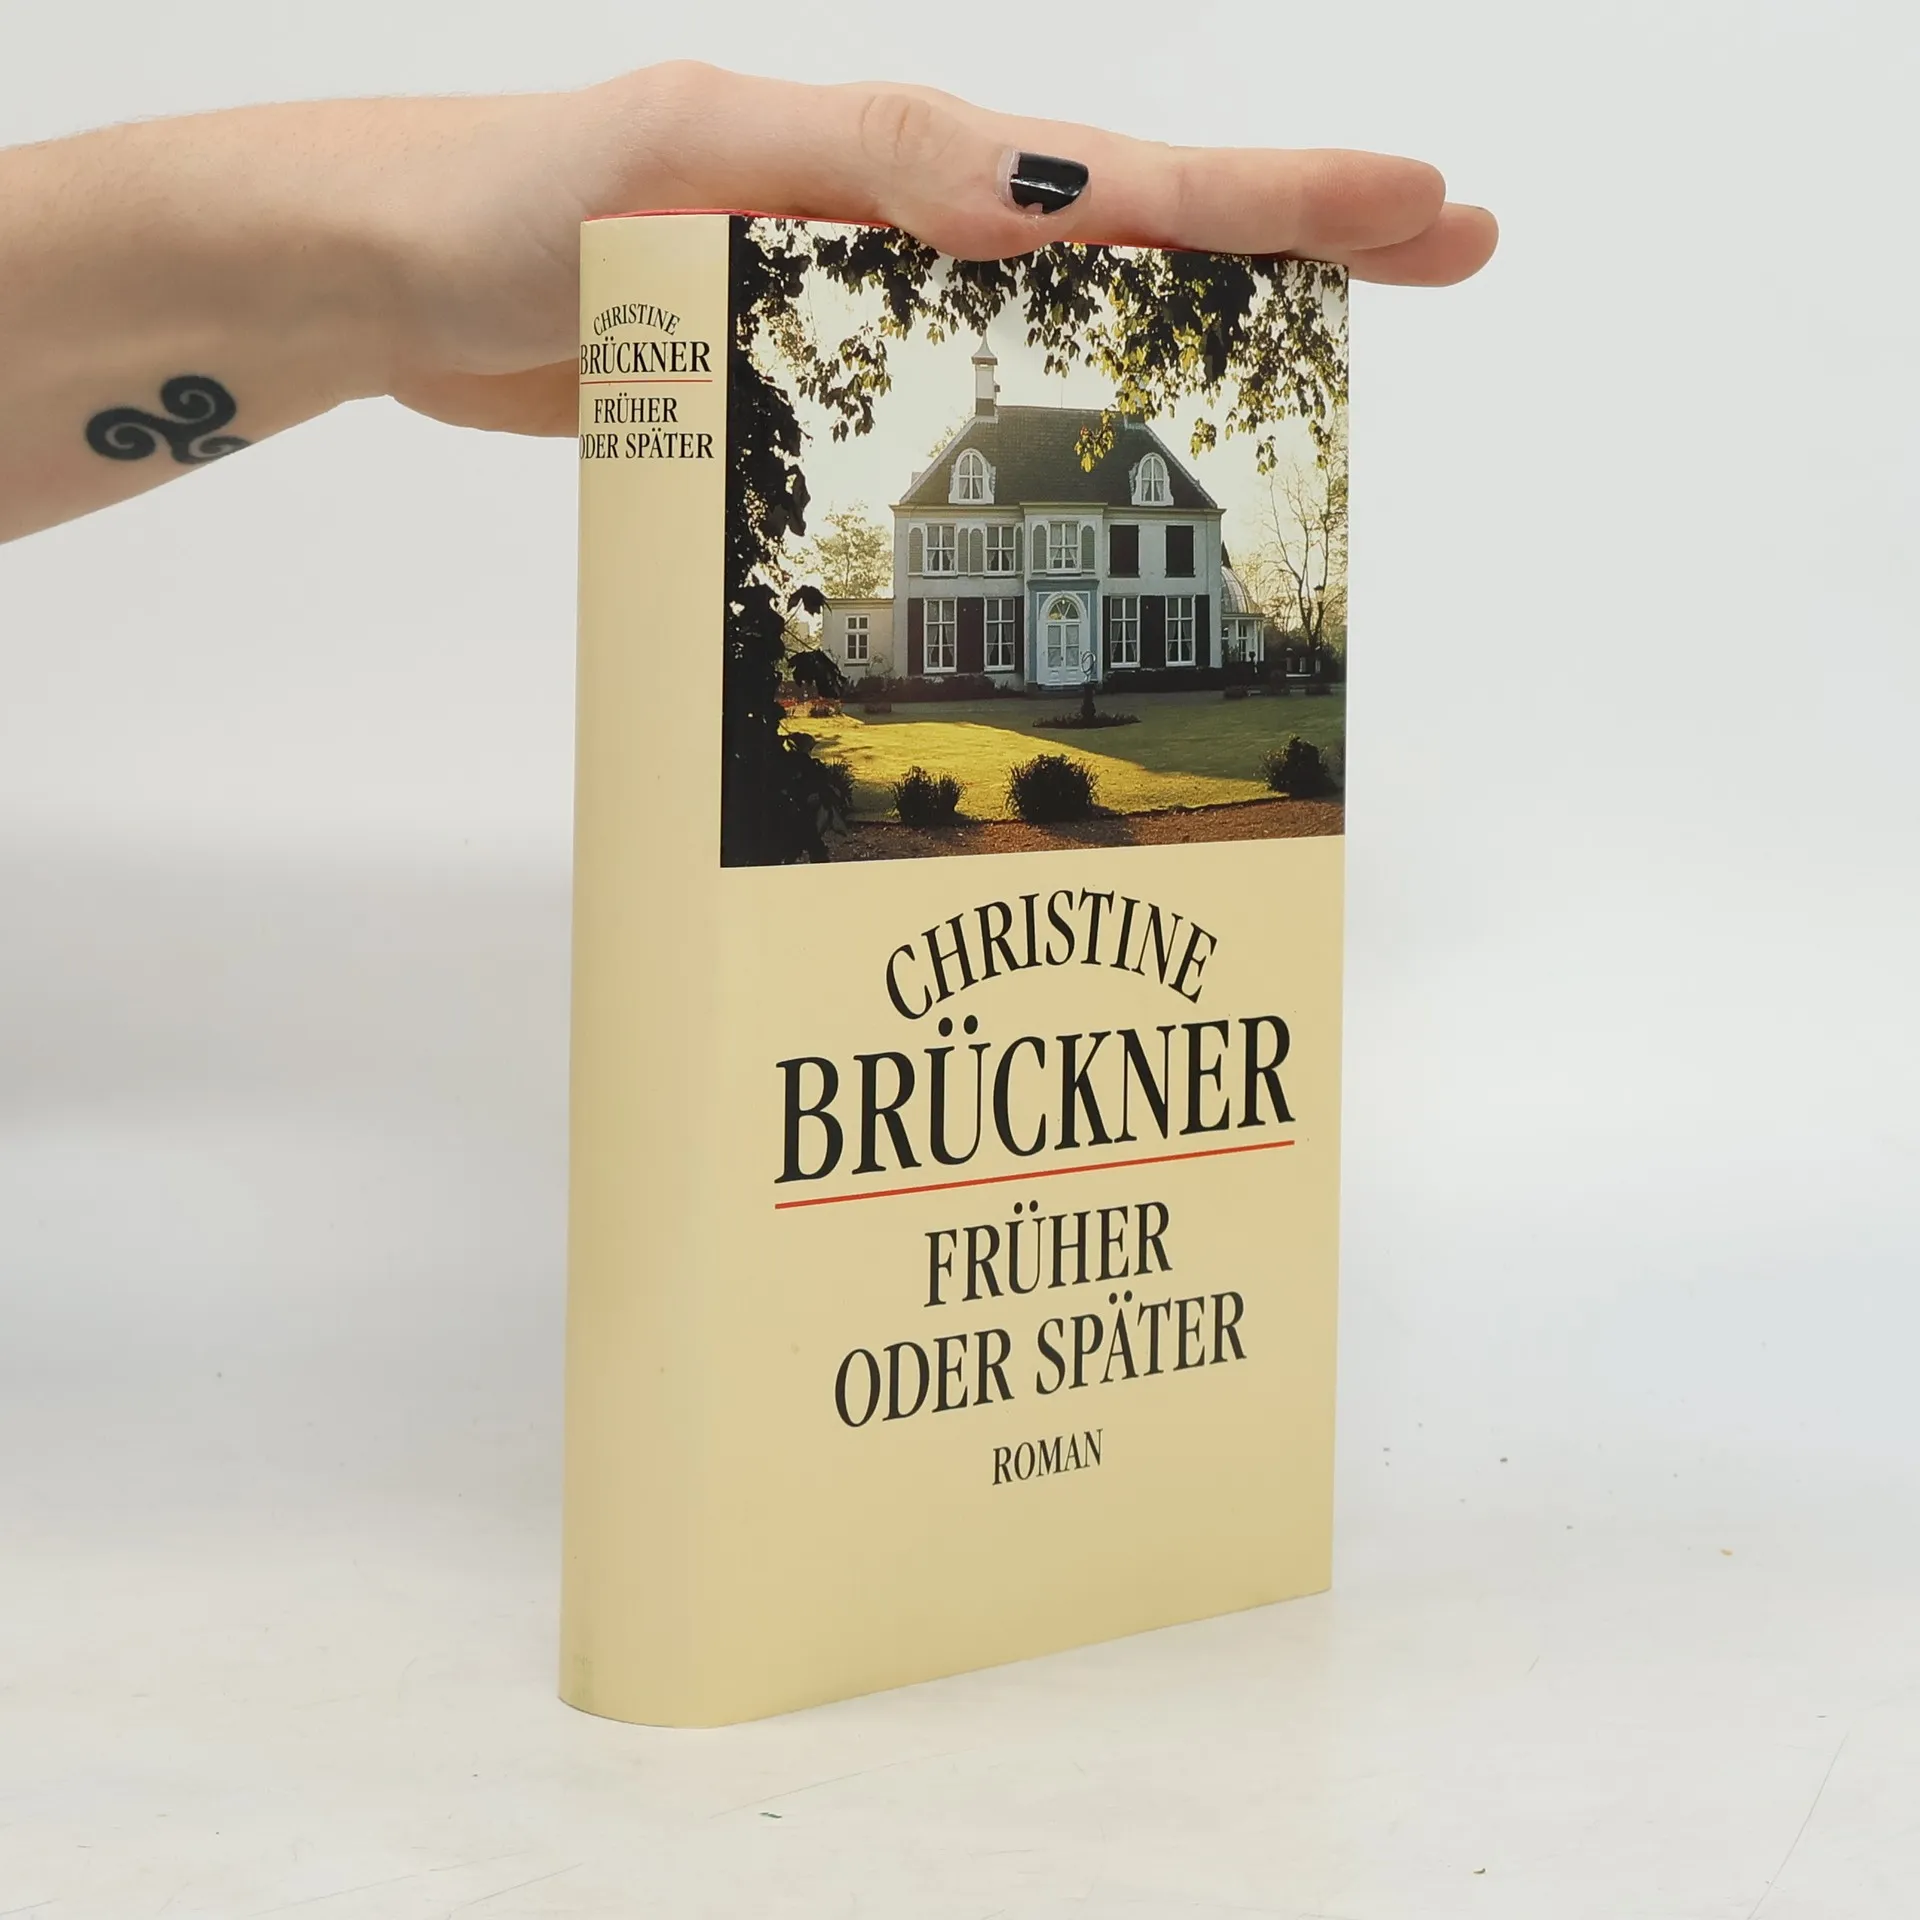 CHRISTINE
BRÜCKNER
FRÜHER
ODER SPÄTER
CHRISTINE
BRÜCKNER
FRÜHER
ODER SPÄTER
ROMAN